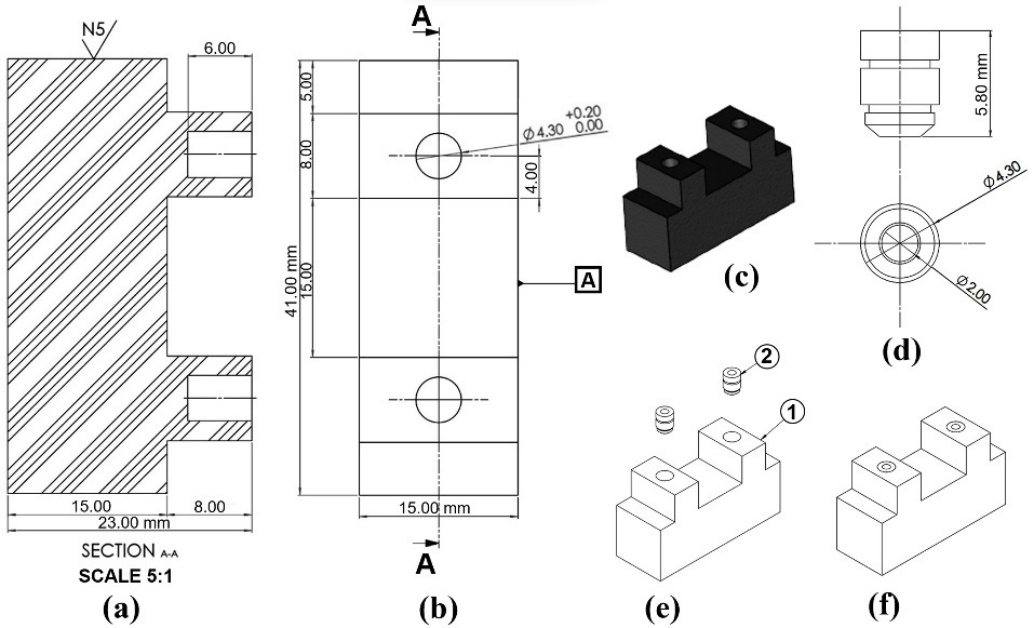 N5
6.00
15.00
8.00
23.00 mm
SECTION A-A
SCALE 5:1
(a)
A
5.00
8.00
15.00
41.00 mm
Ø4.30 +0.20 0.00
4.00
A
15.00 mm
A
(b)
(c)
5.80 mm
Ø4.30
Ø2.00
(d)
2
1
(e)
(f)